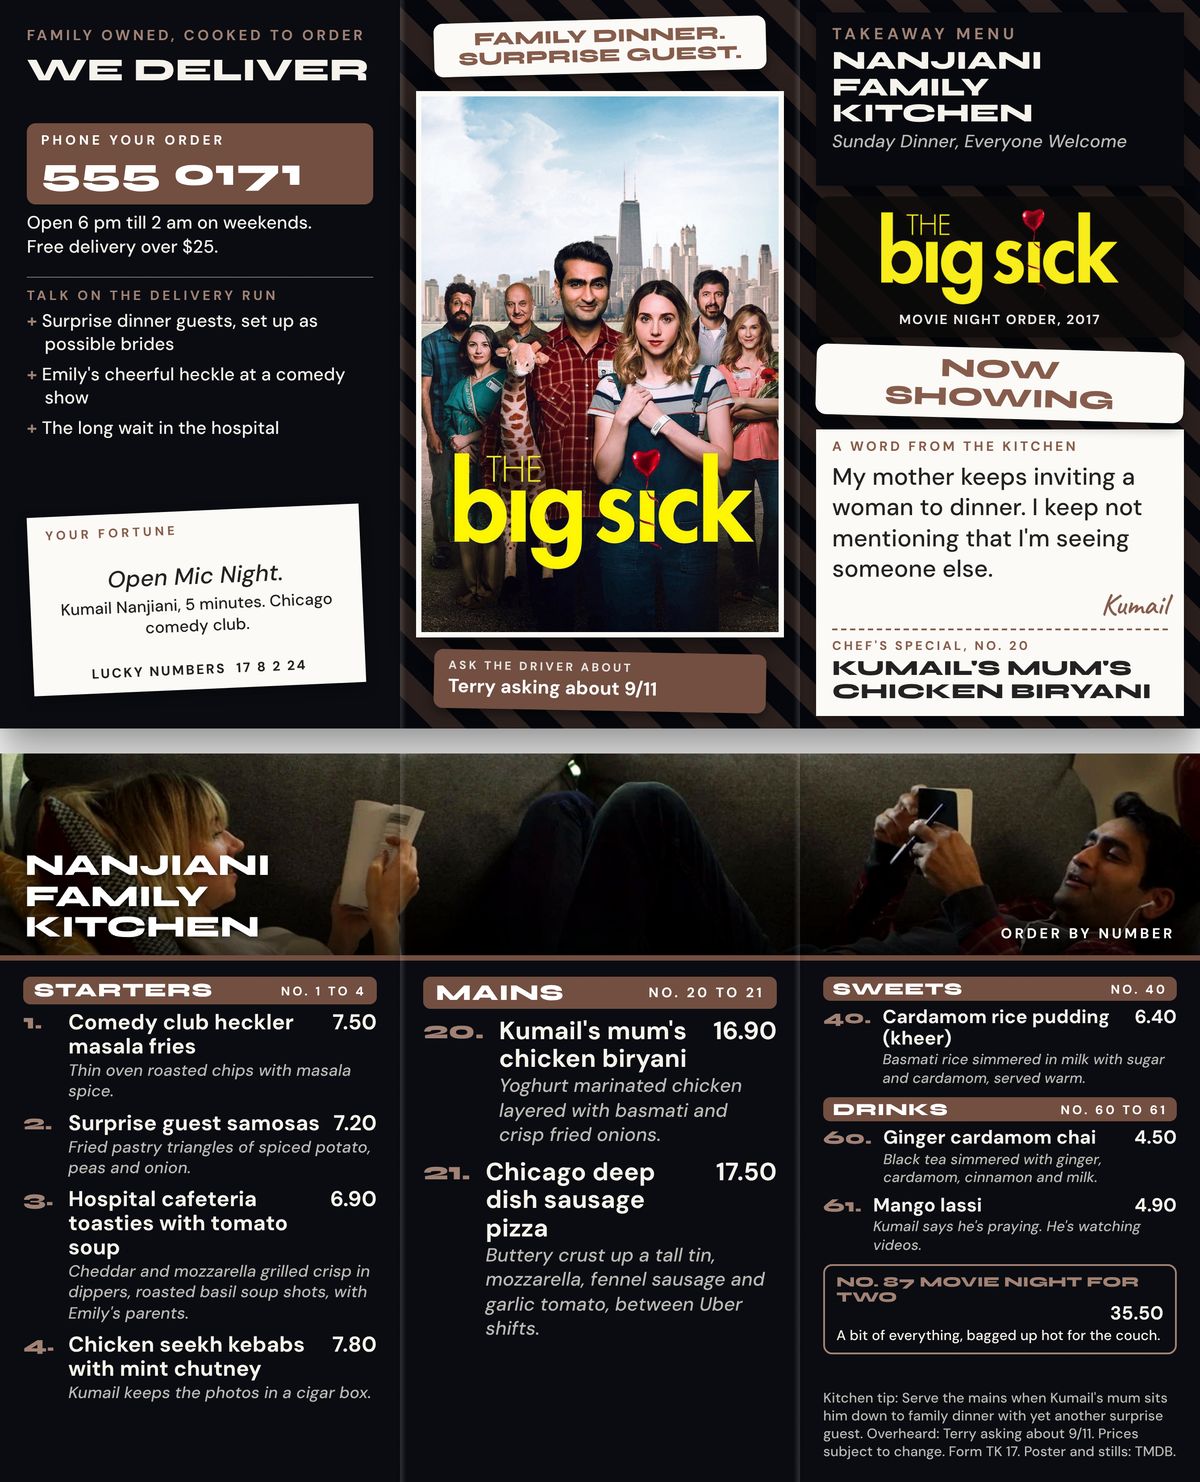 FAMILY OWNED, COOKED TO ORDER
WE DELIVER
PHONE YOUR ORDER
555 0171
Open 6 pm till 2 am on weekends.
Free delivery over $25.
TALK ON THE DELIVERY RUN
+ Surprise dinner guests, set up as
possible brides
+ Emily's cheerful heckle at a comedy
show
+ The long wait in the hospital
YOUR FORTUNE
Open Mic Night.
Kumail Nanjiani, 5 minutes. Chicago
comedy club.
LUCKY NUMBERS 17 8 2 24
FAMILY DINNER.
SURPRISE GUEST.
THE
big sick
ASK THE DRIVER ABOUT
Terry asking about 9/11
TAKEAWAY MENU
NANJIANI
FAMILY
KITCHEN
Sunday Dinner, Everyone Welcome
THE
big sick
MOVIE NIGHT ORDER, 2017
NOW
SHOWING
A WORD FROM THE KITCHEN
My mother keeps inviting a
woman to dinner. I keep not
mentioning that I'm seeing
someone else.
Kumail
CHEF'S SPECIAL, NO. 20
KUMAIL'S MUM'S
CHICKEN BIRYANI
NANJIANI
FAMILY
KITCHEN
ORDER BY NUMBER
STARTERS NO. 1 TO 4
1. Comedy club heckler 7.50
masala fries
Thin oven roasted chips with masala
spice.
2. Surprise guest samosas 7.20
Fried pastry triangles of spiced potato,
peas and onion.
3. Hospital cafeteria 6.90
toasties with tomato
soup
Cheddar and mozzarella grilled crisp in
dippers, roasted basil soup shots, with
Emily's parents.
4. Chicken seekh kebabs 7.80
with mint chutney
Kumail keeps the photos in a cigar box.
MAINS NO. 20 TO 21
20. Kumail's mum's 16.90
chicken biryani
Yoghurt marinated chicken
layered with basmati and
crisp fried onions.
21. Chicago deep 17.50
dish sausage
pizza
Buttery crust up a tall tin,
mozzarella, fennel sausage and
garlic tomato, between Uber
shifts.
SWEETS NO. 40
40. Cardamom rice pudding 6.40
(kheer)
Basmati rice simmered in milk with sugar
and cardamom, served warm.
DRINKS NO. 60 TO 61
60. Ginger cardamom chai 4.50
Black tea simmered with ginger,
cardamom, cinnamon and milk.
61. Mango lassi 4.90
Kumail says he's praying. He's watching
videos.
NO. 87 MOVIE NIGHT FOR
TWO
35.50
A bit of everything, bagged up hot for the couch.
Kitchen tip: Serve the mains when Kumail's mum sits
him down to family dinner with yet another surprise
guest. Overheard: Terry asking about 9/11. Prices
subject to change. Form TK 17. Poster and stills: TMDB.